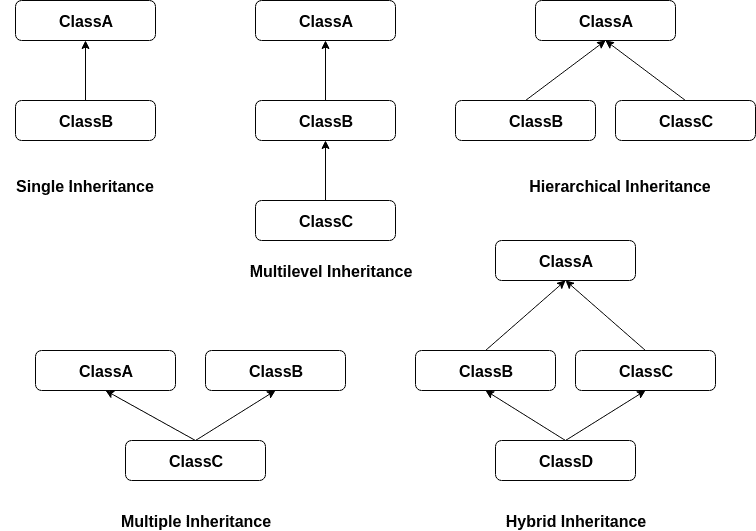 ClassA
ClassB
Single Inheritance
ClassA
ClassB
ClassC
Multilevel Inheritance
ClassA
ClassB
ClassC
Hierarchical Inheritance
ClassA
ClassB
ClassC
Multiple Inheritance
ClassA
ClassB
ClassC
ClassD
Hybrid Inheritance